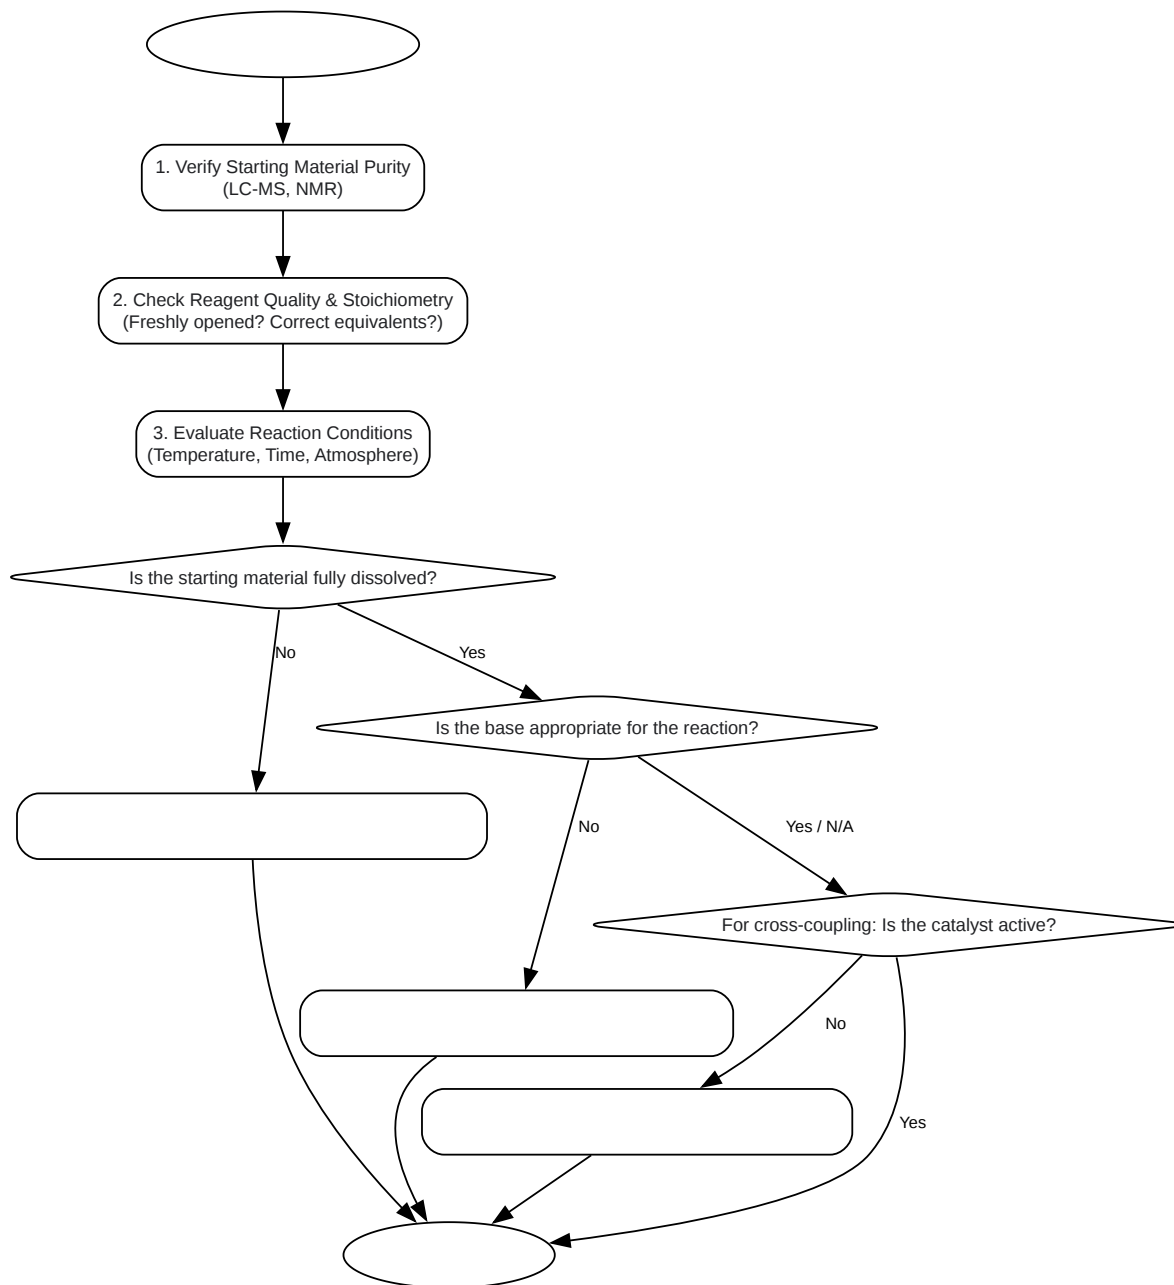 1. Verify Starting Material Purity
(LC-MS, NMR)
2. Check Reagent Quality & Stoichiometry
(Freshly opened? Correct equivalents?)
3. Evaluate Reaction Conditions
(Temperature, Time, Atmosphere)
Is the starting material fully dissolved?
No
Yes
Is the base appropriate for the reaction?
No
Yes / N/A
For cross-coupling: Is the catalyst active?
No
Yes